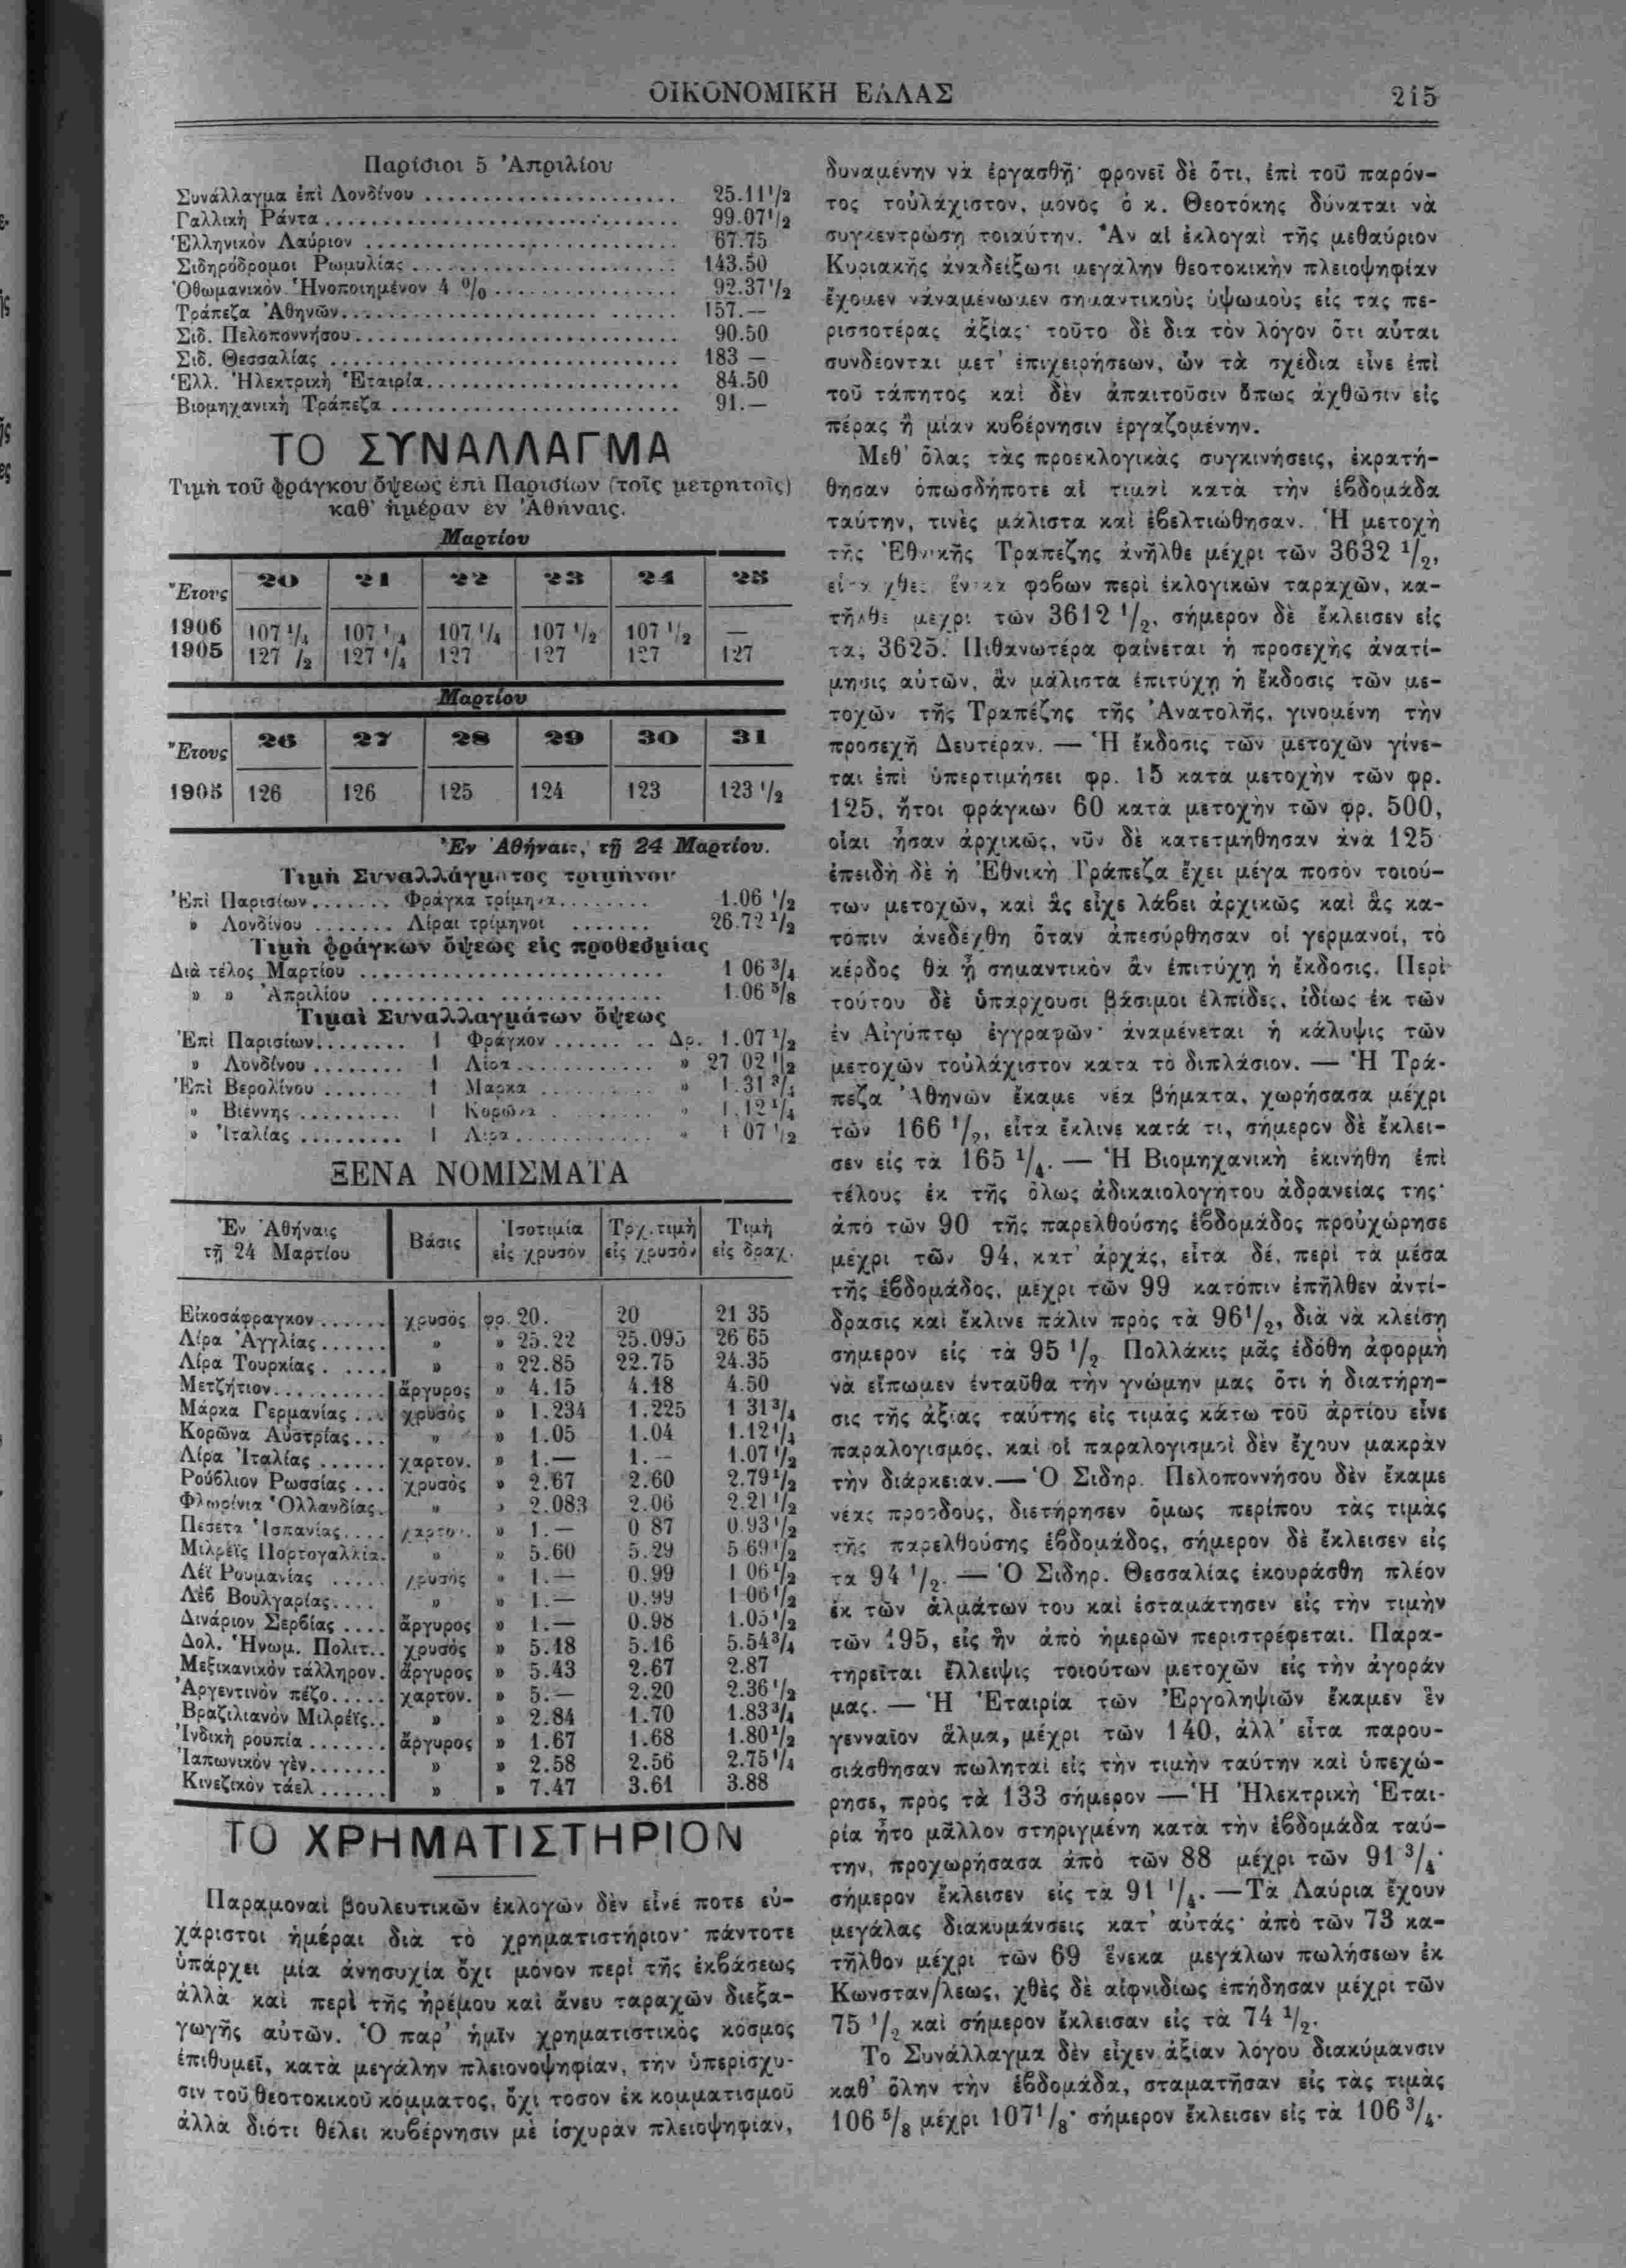 ΟΙΚΟΝΟΜΙΚΗ ΕΛΛΑΣ 215
Παρίσιοι 5 Ἀπριλίου
Συνάλλαγμα ἐπὶ Λονδίνου 25.11 1/2
Γαλλικὴ Ῥάντα 99.07 1/2
Ἑλληνικὸν Λαύριον 67.75
Σιδηρόδρομοι Ρωμυλίας 143.50
Ὀθωμανικὸν Ἡνοποιημένον 4 0/0 92.37 1/2
Τράπεζα Ἀθηνῶν 157.—
Σιδ. Πελοποννήσου 90.50
Σιδ. Θεσσαλίας 183 —
Ἑλλ. Ἠλεκτρικὴ Ἑταιρία 84.50
Βιομηχανικὴ Τράπεζα 91.—
ΤΟ ΣΥΝΑΛΛΑΓΜΑ
Τιμὴ τοῦ φράγκου ὄψεως ἐπὶ Παρισίων (τοῖς μετρητοῖς)
καθ' ἡμέραν ἐν Ἀθήναις.
Μαρτίου
Ἔτους 20 21 22 23 24 25
1906 107 1/4 107 1/4 107 1/4 107 1/2 107 1/2 —
1905 127 1/2 127 1/4 127 127 127 127
Μαρτίου
Ἔτους 26 27 28 29 30 31
1905 126 126 125 124 123 123 1/2
Ἐν Ἀθήναις, τῇ 24 Μαρτίου.
Τιμὴ Συναλλάγματος τριμήνου
Ἐπὶ Παρισίων Φράγκα τρίμηνα 1.06 1/2
» Λονδίνου Λίραι τρίμηνοι 26.72 1/2
Τιμὴ φράγκων ὄψεως εἰς προθεσμίας
Διὰ τέλος Μαρτίου 1 06 3/4
» » Ἀπριλίου 1.06 5/8
Τιμαὶ Συναλλαγμάτων ὄψεως
Ἐπὶ Παρισίων 1 Φράγκον Δρ. 1.07 1/2
» Λονδίνου 1 Λίρα » 27 02 1/2
Ἐπὶ Βερολίνου 1 Μάρκα » 1.31 3/4
» Βιέννης 1 Κορῶνα » 1.12 1/4
» Ἰταλίας 1 Λίρα » 1 07 1/2
ΞΕΝΑ ΝΟΜΙΣΜΑΤΑ
Ἐν Ἀθήναις Βάσις Ἰσοτιμία Τρχ. τιμὴ Τιμὴ
τῇ 24 Μαρτίου εἰς χρυσὸν εἰς χρυσὸν εἰς δραχ.
Εἰκοσάφραγκον χρυσὸς φρ. 20. 20 21 35
Λίρα Ἀγγλίας » » 25.22 25.095 26 65
Λίρα Τουρκίας » » 22.85 22.75 24.35
Μετζήτιον ἄργυρος » 4.15 4.18 4.50
Μάρκα Γερμανίας χρυσὸς » 1.234 1.225 1 31 3/4
Κορῶνα Αὐστρίας » » 1.05 1.04 1.12 1/4
Λίρα Ἰταλίας χαρτον. » 1.— 1.— 1.07 1/2
Ρούβλιον Ρωσσίας χρυσὸς » 2.67 2.60 2.79 1/2
Φλωρίνια Ὁλλανδίας » » 2.083 2.06 2.21 1/2
Πεσέτα Ἱσπανίας χαρτον. » 1.— 0 87 0.93 1/2
Μιλρέϊς Πορτογαλλία. » » 5.60 5.29 5 69 1/2
Λέϊ Ρουμανίας χρυσὸς » 1.— 0.99 1 06 1/2
Λὲβ Βουλγαρίας » » 1.— 0.99 1 06 1/2
Δινάριον Σερβίας ἄργυρος » 1.— 0.98 1.05 1/2
Δολ. Ἡνωμ. Πολιτ. χρυσὸς » 5.18 5.16 5.54 3/4
Μεξικανικὸν τάλληρον. ἄργυρος » 5.43 2.67 2.87
Ἀργεντινὸν πέζο χαρτον. » 5.— 2.20 2.36 1/2
Βραζιλιανὸν Μιλρέϊς. » » 2.84 1.70 1.83 3/4
Ἰνδικὴ ρουπία ἄργυρος » 1.67 1.68 1.80 1/2
Ἰαπωνικὸν γὲν » » 2.58 2.56 2.75 1/4
Κινεζικὸν τάελ » » 7.47 3.61 3.88
ΤΟ ΧΡΗΜΑΤΙΣΤΗΡΙΟΝ
Παραμοναὶ βουλευτικῶν ἐκλογῶν δὲν εἶνέ ποτε εὐ-
χάριστοι ἡμέραι διὰ τὸ χρηματιστήριον· πάντοτε
ὑπάρχει μία ἀνησυχία ὄχι μόνον περὶ τῆς ἐκβάσεως
ἀλλὰ καὶ περὶ τῆς ἠρέμου καὶ ἄνευ ταραχῶν διεξα-
γωγῆς αὐτῶν. Ὁ παρ' ἡμῖν χρηματιστικὸς κόσμος
ἐπιθυμεῖ, κατὰ μεγάλην πλειονοψηφίαν, τὴν ὑπερίσχυ-
σιν τοῦ θεοτοκικοῦ κόμματος, ὄχι τόσον ἐκ κομματισμοῦ
ἀλλὰ διότι θέλει κυβέρνησιν μὲ ἰσχυρὰν πλειοψηφίαν,
δυναμένην νὰ ἐργασθῇ· φρονεῖ δὲ ὅτι, ἐπὶ τοῦ παρόν-
τος τοὐλάχιστον, μόνος ὁ κ. Θεοτόκης δύναται νὰ
συγκεντρώσῃ τοιαύτην. Ἂν αἱ ἐκλογαὶ τῆς μεθαύριον
Κυριακῆς ἀναδείξωσι μεγάλην θεοτοκικὴν πλειοψηφίαν
ἔχομεν νἀναμένωμεν σημαντικοὺς ὑψωμοὺς εἰς τὰς πε-
ρισσοτέρας ἀξίας· τοῦτο δὲ διὰ τὸν λόγον ὅτι αὗται
συνδέονται μετ' ἐπιχειρήσεων, ὧν τὰ σχέδια εἶνε ἐπὶ
τοῦ τάπητος καὶ δὲν ἀπαιτοῦσιν ὅπως ἀχθῶσιν εἰς
πέρας ἢ μίαν κυβέρνησιν ἐργαζομένην.
Μεθ' ὅλας τὰς προεκλογικὰς συγκινήσεις, ἐκρατή-
θησαν ὁπωσδήποτε αἱ τιμαὶ κατὰ τὴν ἑβδομάδα
ταύτην, τινὲς μάλιστα καὶ ἐβελτιώθησαν. Ἡ μετοχὴ
τῆς Ἐθνικῆς Τραπέζης ἀνῆλθε μέχρι τῶν 3632 1/2,
εἶτα χθὲς ἕνεκα φόβων περὶ ἐκλογικῶν ταραχῶν, κα-
τῆλθε μέχρι τῶν 3612 1/2, σήμερον δὲ ἔκλεισεν εἰς
τὰς 3625. Πιθανωτέρα φαίνεται ἡ προσεχὴς ἀνατί-
μησις αὐτῶν, ἂν μάλιστα ἐπιτύχῃ ἡ ἔκδοσις τῶν με-
τοχῶν τῆς Τραπέζης τῆς Ἀνατολῆς, γινομένη τὴν
προσεχῆ Δευτέραν. — Ἡ ἔκδοσις τῶν μετοχῶν γίνε-
ται ἐπὶ ὑπερτιμήσει φρ. 15 κατὰ μετοχὴν τῶν φρ.
125, ἤτοι φράγκων 60 κατὰ μετοχὴν τῶν φρ. 500,
οἷαι ἦσαν ἀρχικῶς, νῦν δὲ κατετμήθησαν ἀνὰ 125·
ἐπειδὴ δὲ ἡ Ἐθνικὴ Τράπεζα ἔχει μέγα ποσὸν τοιού-
των μετοχῶν, καὶ ἃς εἶχε λάβει ἀρχικῶς καὶ ἃς κα-
τόπιν ἀνεδέχθη ὅταν ἀπεσύρθησαν οἱ γερμανοί, τὸ
κέρδος θὰ ᾖ σημαντικὸν ἂν ἐπιτύχῃ ἡ ἔκδοσις. Περὶ
τούτου δὲ ὑπάρχουσι βάσιμοι ἐλπίδες, ἰδίως ἐκ τῶν
ἐν Αἰγύπτῳ ἐγγραφῶν· ἀναμένεται ἡ κάλυψις τῶν
μετοχῶν τοὐλάχιστον κατὰ τὸ διπλάσιον. — Ἡ Τρά-
πεζα Ἀθηνῶν ἔκαμε νέα βήματα, χωρήσασα μέχρι
τῶν 166 1/2, εἶτα ἔκλινε κατά τι, σήμερον δὲ ἔκλει-
σεν εἰς τὰ 165 1/4. — Ἡ Βιομηχανικὴ ἐκινήθη ἐπὶ
τέλους ἐκ τῆς ὅλως ἀδικαιολογήτου ἀδρανείας της·
ἀπὸ τῶν 90 τῆς παρελθούσης ἑβδομάδος προὐχώρησε
μέχρι τῶν 94, κατ' ἀρχάς, εἶτα δέ, περὶ τὰ μέσα
τῆς ἑβδομάδος, μέχρι τῶν 99 κατόπιν ἐπῆλθεν ἀντί-
δρασις καὶ ἔκλινε πάλιν πρὸς τὰ 96 1/2, διὰ νὰ κλείσῃ
σήμερον εἰς τὰ 95 1/2 Πολλάκις μᾶς ἐδόθη ἀφορμὴ
νὰ εἴπωμεν ἐνταῦθα τὴν γνώμην μας ὅτι ἡ διατήρη-
σις τῆς ἀξίας ταύτης εἰς τιμὰς κάτω τοῦ ἀρτίου εἶνε
παραλογισμός, καὶ οἱ παραλογισμοὶ δὲν ἔχουν μακρὰν
τὴν διάρκειαν.—Ὁ Σιδηρ. Πελοποννήσου δὲν ἔκαμε
νέας προόδους, διετήρησεν ὅμως περίπου τὰς τιμὰς
τῆς παρελθούσης ἑβδομάδος, σήμερον δὲ ἔκλεισεν εἰς
τὰ 94 1/2. — Ὁ Σιδηρ. Θεσσαλίας ἐκουράσθη πλέον
ἐκ τῶν ἁλμάτων του καὶ ἐσταμάτησεν εἰς τὴν τιμὴν
τῶν 195, εἰς ἣν ἀπὸ ἡμερῶν περιστρέφεται. Παρα-
τηρεῖται ἔλλειψις τοιούτων μετοχῶν εἰς τὴν ἀγοράν
μας. — Ἡ Ἑταιρία τῶν Ἐργοληψιῶν ἔκαμεν ἓν
γενναῖον ἅλμα, μέχρι τῶν 140, ἀλλ' εἶτα παρου-
σιάσθησαν πωληταὶ εἰς τὴν τιμὴν ταύτην καὶ ὑπεχώ-
ρησε, πρὸς τὰ 133 σήμερον — Ἡ Ἠλεκτρικὴ Ἑται-
ρία ἦτο μᾶλλον στηριγμένη κατὰ τὴν ἑβδομάδα ταύ-
την, προχωρήσασα ἀπὸ τῶν 88 μέχρι τῶν 91 3/4·
σήμερον ἔκλεισεν εἰς τὰ 91 1/4. —Τὰ Λαύρια ἔχουν
μεγάλας διακυμάνσεις κατ' αὐτάς· ἀπὸ τῶν 73 κα-
τῆλθον μέχρι τῶν 69 ἕνεκα μεγάλων πωλήσεων ἐκ
Κωνσταν/λεως, χθὲς δὲ αἰφνιδίως ἐπήδησαν μέχρι τῶν
75 1/2 καὶ σήμερον ἔκλεισαν εἰς τὰ 74 1/2.
Τὸ Συνάλλαγμα δὲν εἶχεν ἀξίαν λόγου διακύμανσιν
καθ' ὅλην τὴν ἑβδομάδα, σταματῆσαν εἰς τὰς τιμὰς
106 5/8 μέχρι 107 1/8· σήμερον ἔκλεισεν εἰς τὰ 106 3/4.